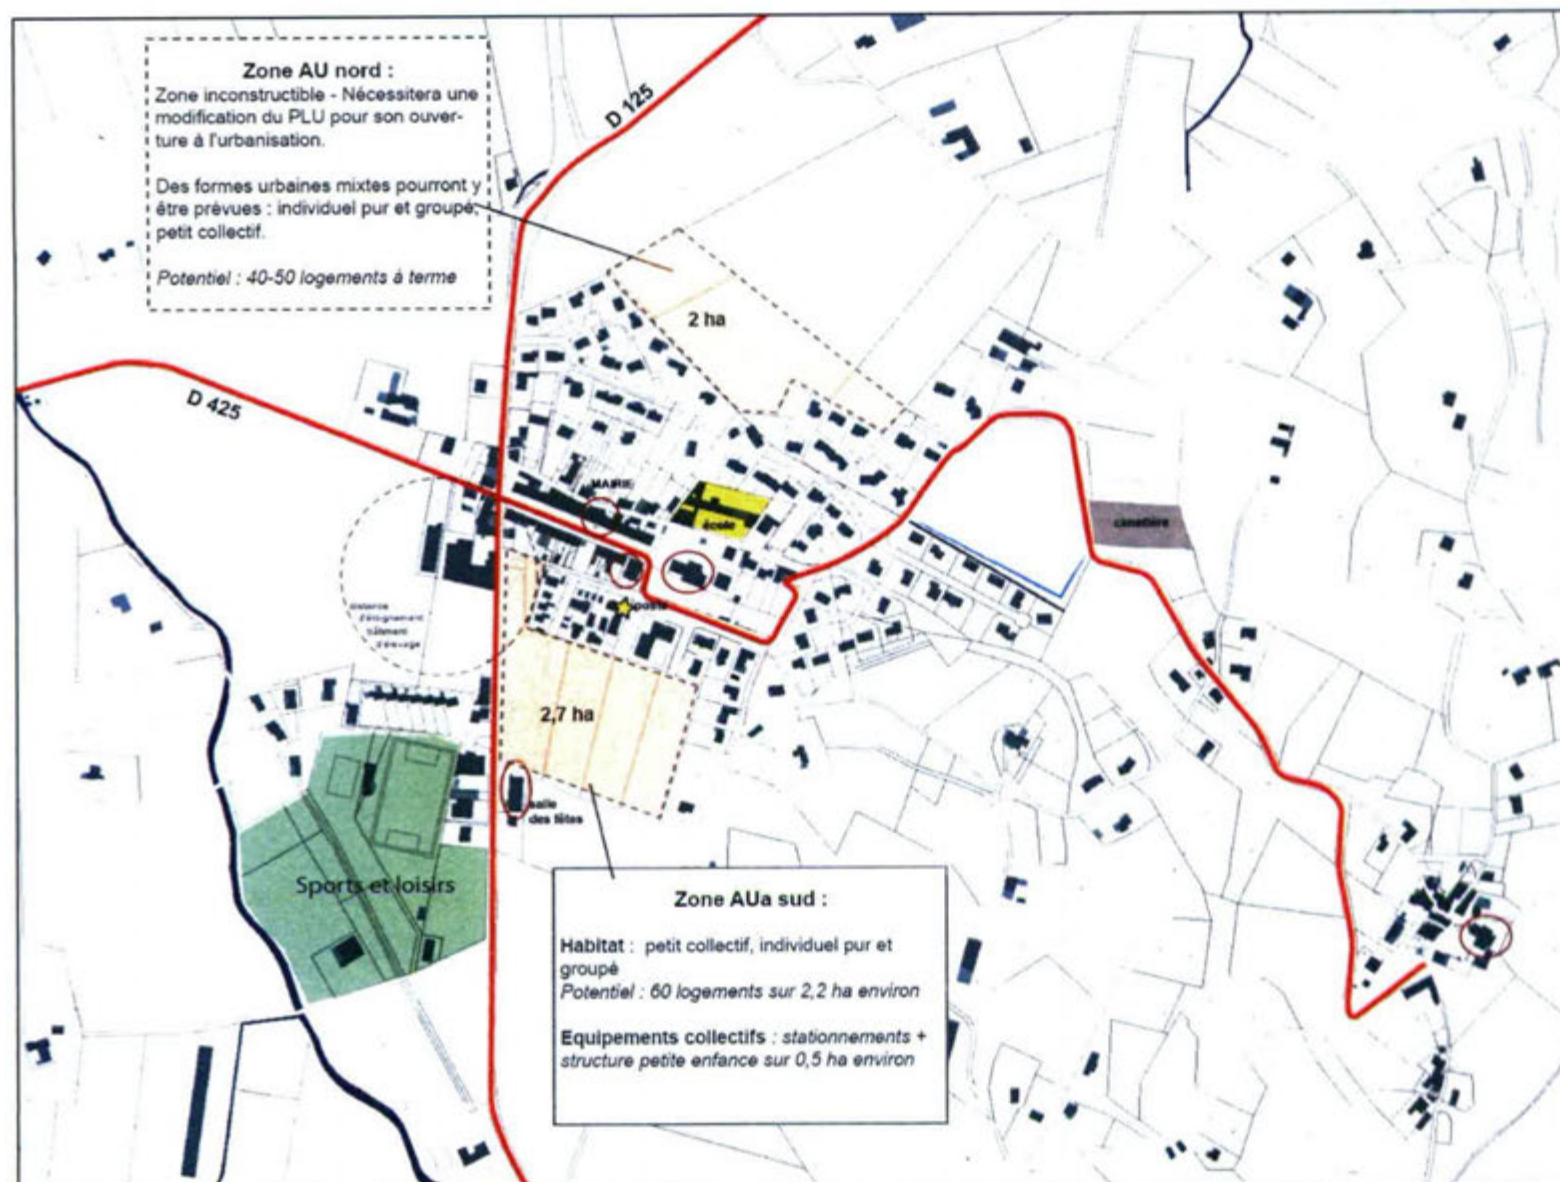 Zone AU nord :
Zone inconstructible - Nécessitera une
modification du PLU pour son ouver-
ture à l'urbanisation.
Des formes urbaines mixtes pourront y
être prévues : individuel pur et groupé,
petit collectif.
Potentiel : 40-50 logements à terme
D 125
2 ha
D 425
MAIRIE
école
cimetière
poste
distance
d'éloignement
bâtiment
d'élevage
2,7 ha
salle
des fêtes
Sports et loisirs
Zone AUa sud :
Habitat : petit collectif, individuel pur et
groupé
Potentiel : 60 logements sur 2,2 ha environ
Equipements collectifs : stationnements +
structure petite enfance sur 0,5 ha environ